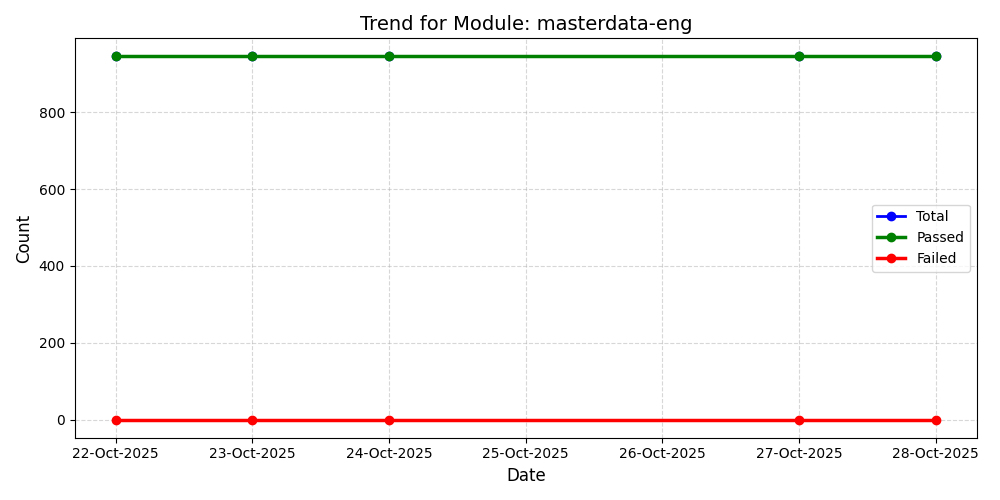 Trend for Module: masterdata-eng
Count
800
600
400
200
0
Total
Passed
Failed
22-Oct-2025
23-Oct-2025
24-Oct-2025
25-Oct-2025
26-Oct-2025
27-Oct-2025
28-Oct-2025
Date